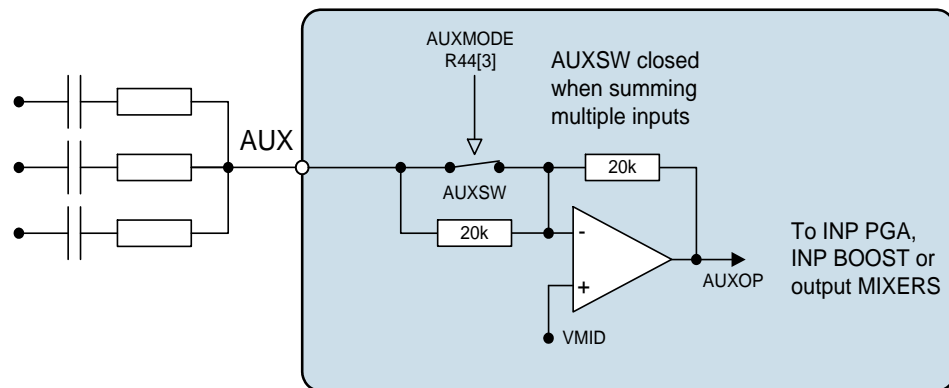 AUXMODE
R44[3]
AUXSW closed
when summing
multiple inputs
AUX
AUXSW
20k
20k
-
+
VMID
AUXOP
To INP PGA,
INP BOOST or
output MIXERS